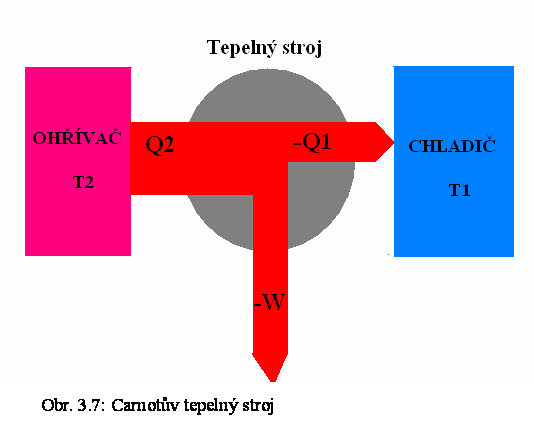 Tepelný stroj
OHŘÍVAČ
T2
Q2
-Q1
CHLADIČ
T1
-W
Obr. 3.7: Carnotův tepelný stroj